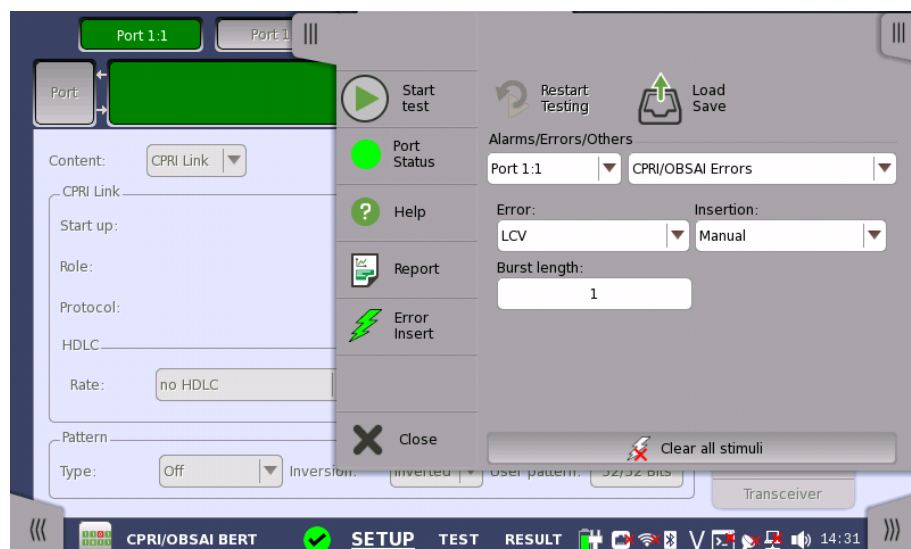 Port 1:1
Port 1
Port
Content:
CPRI Link
CPRI Link
Start up:
Role:
Protocol:
HDLC
Rate:
no HDLC
Pattern
Type:
Off
Inversion:
Inverted
User pattern:
32/32 Bits
Transceiver
Start
test
Port
Status
Help
Report
Error
Insert
Close
Restart
Testing
Load
Save
Alarms/Errors/Others
Port 1:1
CPRI/OBSAI Errors
Error:
Insertion:
LCV
Manual
Burst length:
1
Clear all stimuli
CPRI/OBSAI BERT
SETUP
TEST
RESULT
14:31